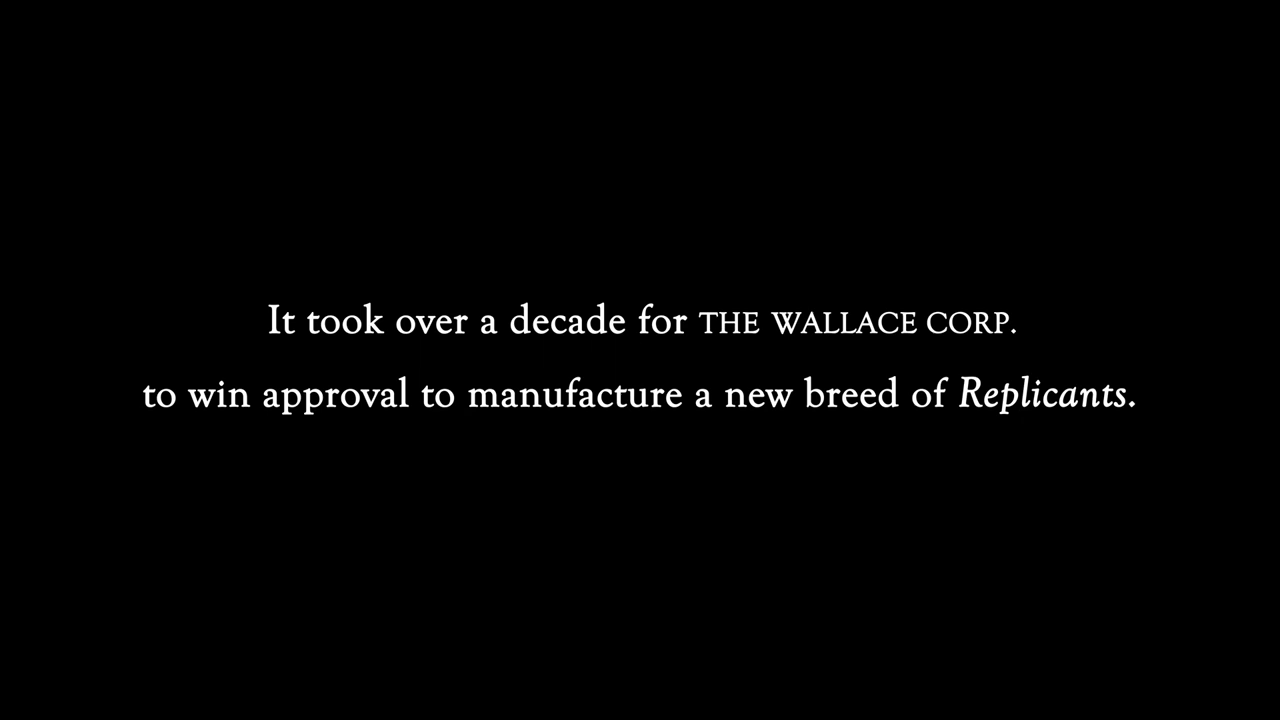 It took over a decade for THE WALLACE CORP.
to win approval to manufacture a new breed of Replicants.